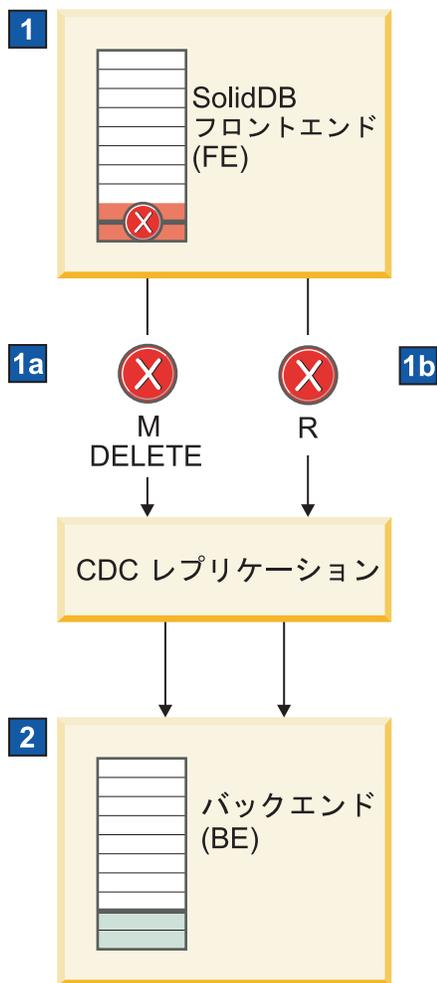 1
SolidDB
フロントエンド
(FE)
1a
1b
M
DELETE
R
CDC レプリケーション
2
バックエンド
(BE)